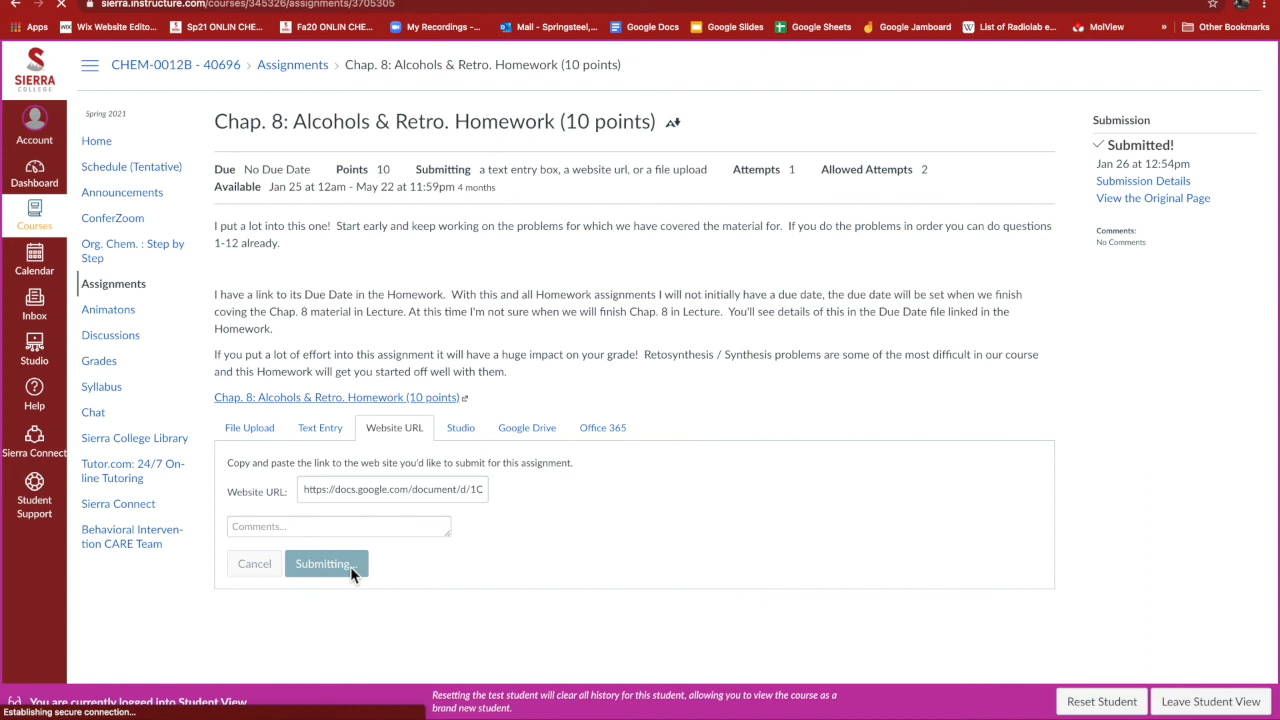 sierra.instructure.com/courses/345326/assignments/3705305
Apps
Wix Website Edito...
Sp21 ONLIN CHE...
Fa20 ONLIN CHE...
My Recordings -...
Mail - Springsteel,...
Google Docs
Google Slides
Google Sheets
Google Jamboard
List of Radiolab e...
MolView
»
Other Bookmarks
SIERRA
COLLEGE
CHEM-0012B - 40696 › Assignments › Chap. 8: Alcohols & Retro. Homework (10 points)
Account
Dashboard
Courses
Calendar
Inbox
Studio
Help
Sierra Connect
Student
Support
Spring 2021
Home
Schedule (Tentative)
Announcements
ConferZoom
Org. Chem. : Step by
Step
Assignments
Animatons
Discussions
Grades
Syllabus
Chat
Sierra College Library
Tutor.com: 24/7 On-
line Tutoring
Sierra Connect
Behavioral Interven-
tion CARE Team
Chap. 8: Alcohols & Retro. Homework (10 points)
Due No Due Date Points 10 Submitting a text entry box, a website url, or a file upload Attempts 1 Allowed Attempts 2
Available Jan 25 at 12am - May 22 at 11:59pm 4 months
I put a lot into this one! Start early and keep working on the problems for which we have covered the material for. If you do the problems in order you can do questions
1-12 already.
I have a link to its Due Date in the Homework. With this and all Homework assignments I will not initially have a due date, the due date will be set when we finish
coving the Chap. 8 material in Lecture. At this time I'm not sure when we will finish Chap. 8 in Lecture. You'll see details of this in the Due Date file linked in the
Homework.
If you put a lot of effort into this assignment it will have a huge impact on your grade! Retosynthesis / Synthesis problems are some of the most difficult in our course
and this Homework will get you started off well with them.
Chap. 8: Alcohols & Retro. Homework (10 points)
File Upload
Text Entry
Website URL
Studio
Google Drive
Office 365
Copy and paste the link to the web site you'd like to submit for this assignment.
Website URL: https://docs.google.com/document/d/1C
Comments...
Cancel
Submitting...
Submission
Submitted!
Jan 26 at 12:54pm
Submission Details
View the Original Page
Comments:
No Comments
You are currently logged into Student View
Establishing secure connection...
Resetting the test student will clear all history for this student, allowing you to view the course as a
brand new student.
Reset Student
Leave Student View